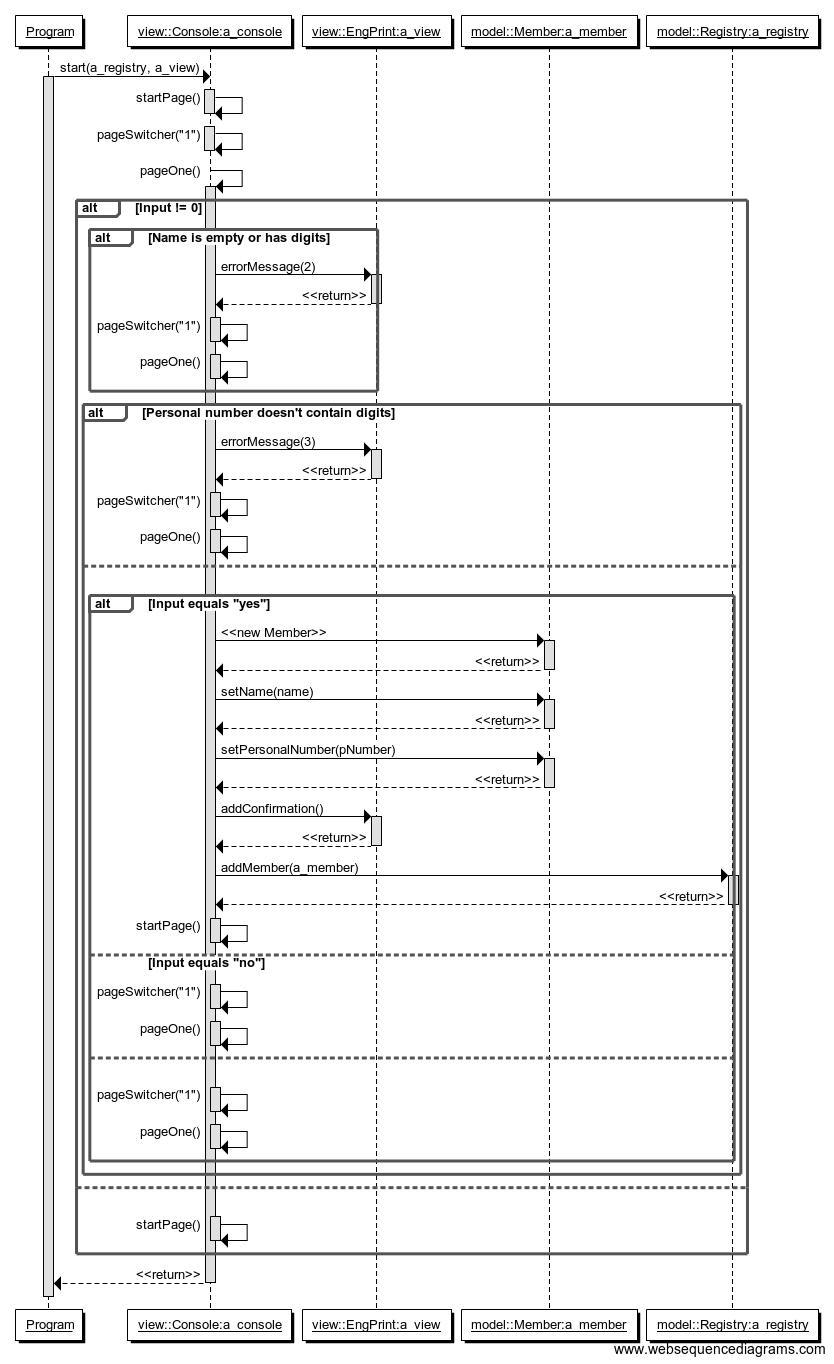 Program
view::Console:a_console
view::EngPrint:a_view
model::Member:a_member
model::Registry:a_registry
start(a_registry, a_view)
startPage()
pageSwitcher("1")
pageOne()
alt [Input != 0]
alt [Name is empty or has digits]
errorMessage(2)
<<return>>
pageSwitcher("1")
pageOne()
alt [Personal number doesn't contain digits]
errorMessage(3)
<<return>>
pageSwitcher("1")
pageOne()
alt [Input equals "yes"]
<<new Member>>
<<return>>
setName(name)
<<return>>
setPersonalNumber(pNumber)
<<return>>
addConfirmation()
<<return>>
addMember(a_member)
<<return>>
startPage()
[Input equals "no"]
pageSwitcher("1")
pageOne()
pageSwitcher("1")
pageOne()
startPage()
<<return>>
Program
view::Console:a_console
view::EngPrint:a_view
model::Member:a_member
model::Registry:a_registry
www.websequencediagrams.com